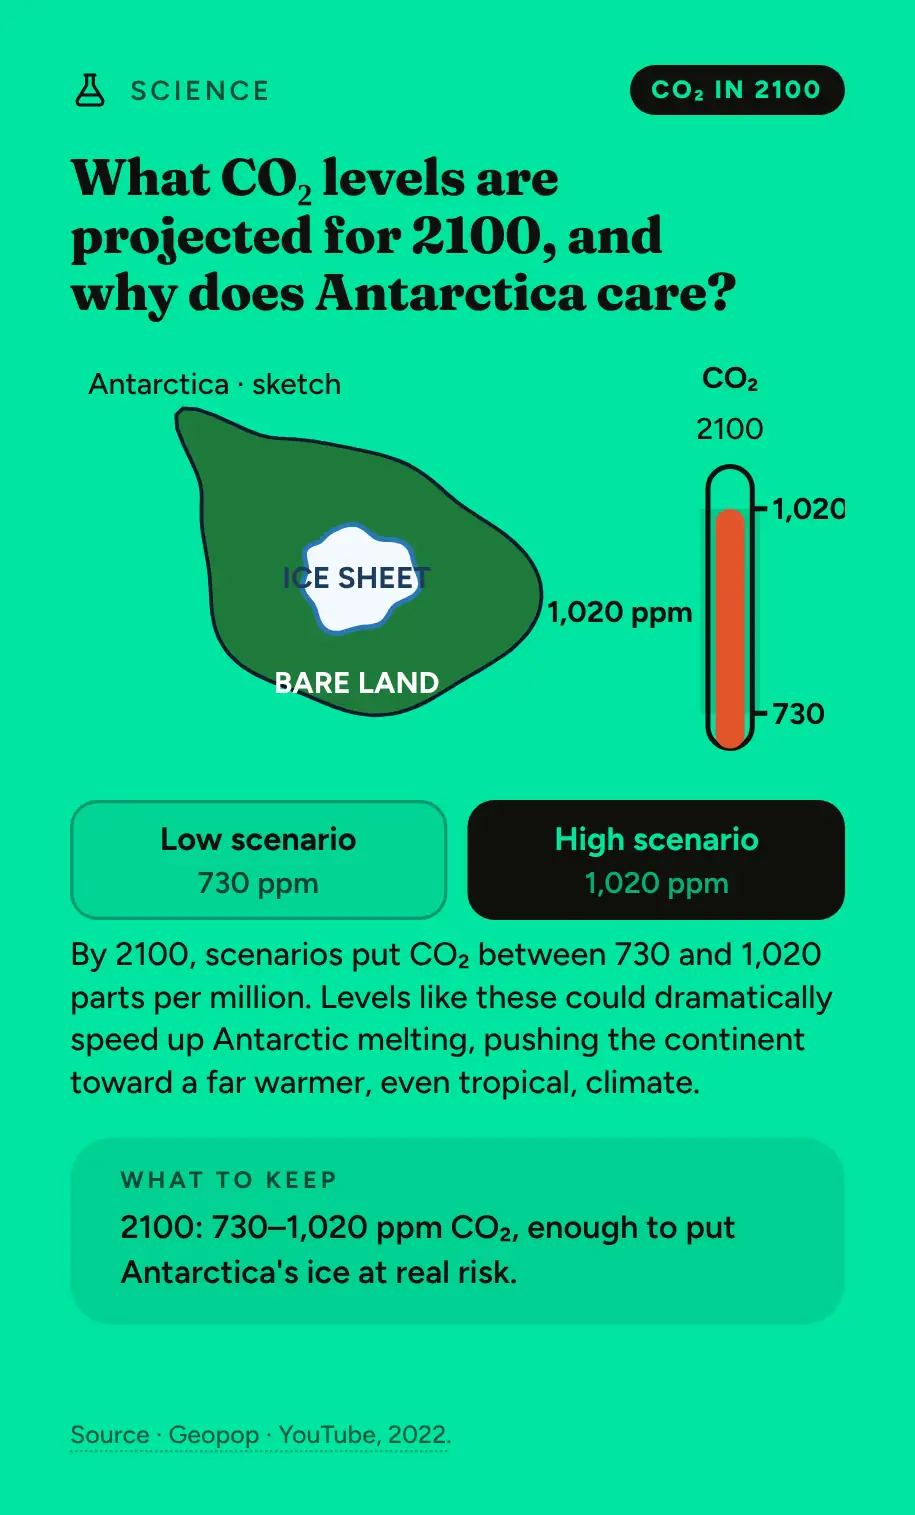 SCIENCE
CO₂ IN 2100
What CO₂ levels are
projected for 2100, and
why does Antarctica care?
Antarctica · sketch
CO₂
2100
1,020
ICE SHEET
1,020 ppm
BARE LAND
730
Low scenario
730 ppm
High scenario
1,020 ppm
By 2100, scenarios put CO₂ between 730 and 1,020
parts per million. Levels like these could dramatically
speed up Antarctic melting, pushing the continent
toward a far warmer, even tropical, climate.
WHAT TO KEEP
2100: 730–1,020 ppm CO₂, enough to put
Antarctica's ice at real risk.
Source · Geopop · YouTube, 2022.